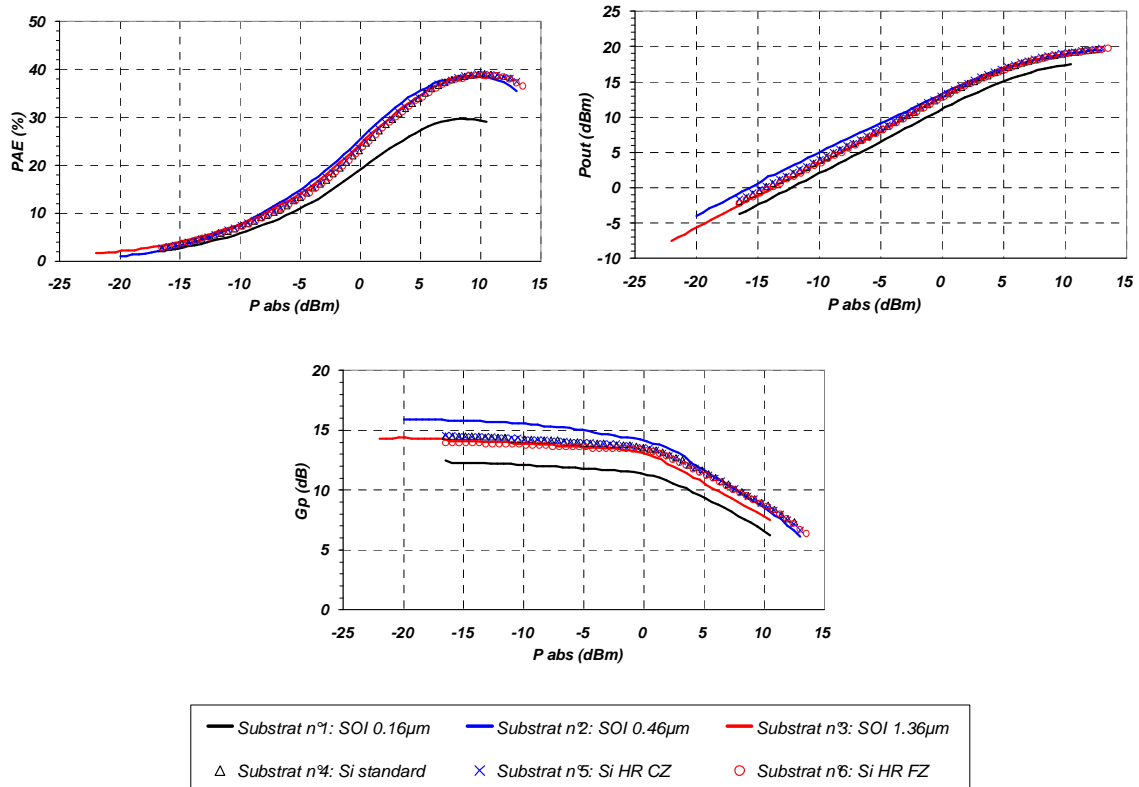 50
40
30
20
10
0
PAE (%)
-25 -20 -15 -10 -5 0 5 10 15
P abs (dBm)
25
20
15
10
5
0
-5
-10
Pout (dBm)
-25 -20 -15 -10 -5 0 5 10 15
P abs (dBm)
20
15
10
5
0
Gp (dB)
-25 -20 -15 -10 -5 0 5 10 15
P abs (dBm)
Substrat n°1: SOI 0.16µm Substrat n°2: SOI 0.46µm Substrat n°3: SOI 1.36µm
Substrat n°4: Si standard Substrat n°5: Si HR CZ Substrat n°6: Si HR FZ